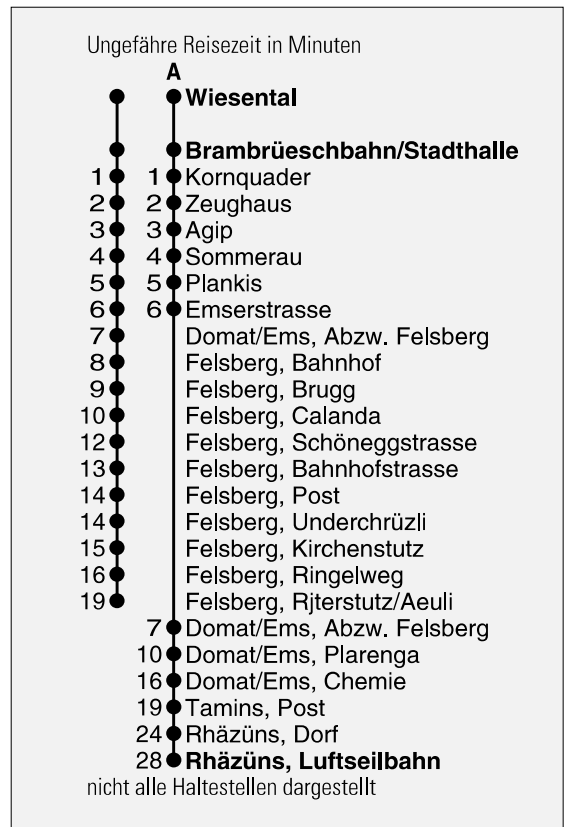 Ungefähre Reisezeit in Minuten
A
Wiesental
Brambrüeschbahn/Stadthalle
1 1 Kornquader
2 2 Zeughaus
3 3 Agip
4 4 Sommerau
5 5 Plankis
6 6 Emserstrasse
7 Domat/Ems, Abzw. Felsberg
8 Felsberg, Bahnhof
9 Felsberg, Brugg
10 Felsberg, Calanda
12 Felsberg, Schöneggstrasse
13 Felsberg, Bahnhofstrasse
14 Felsberg, Post
14 Felsberg, Underchrüzli
15 Felsberg, Kirchenstutz
16 Felsberg, Ringelweg
19 Felsberg, Rjterstutz/Aeuli
7 Domat/Ems, Abzw. Felsberg
10 Domat/Ems, Plarenga
16 Domat/Ems, Chemie
19 Tamins, Post
24 Rhäzüns, Dorf
28 Rhäzüns, Luftseilbahn
nicht alle Haltestellen dargestellt